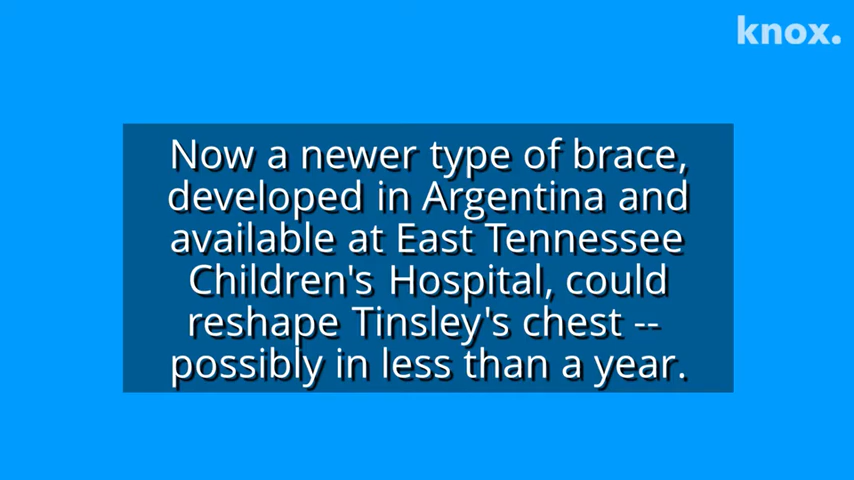 knox.
Now a newer type of brace,
developed in Argentina and
available at East Tennessee
Children's Hospital, could
reshape Tinsley's chest --
possibly in less than a year.